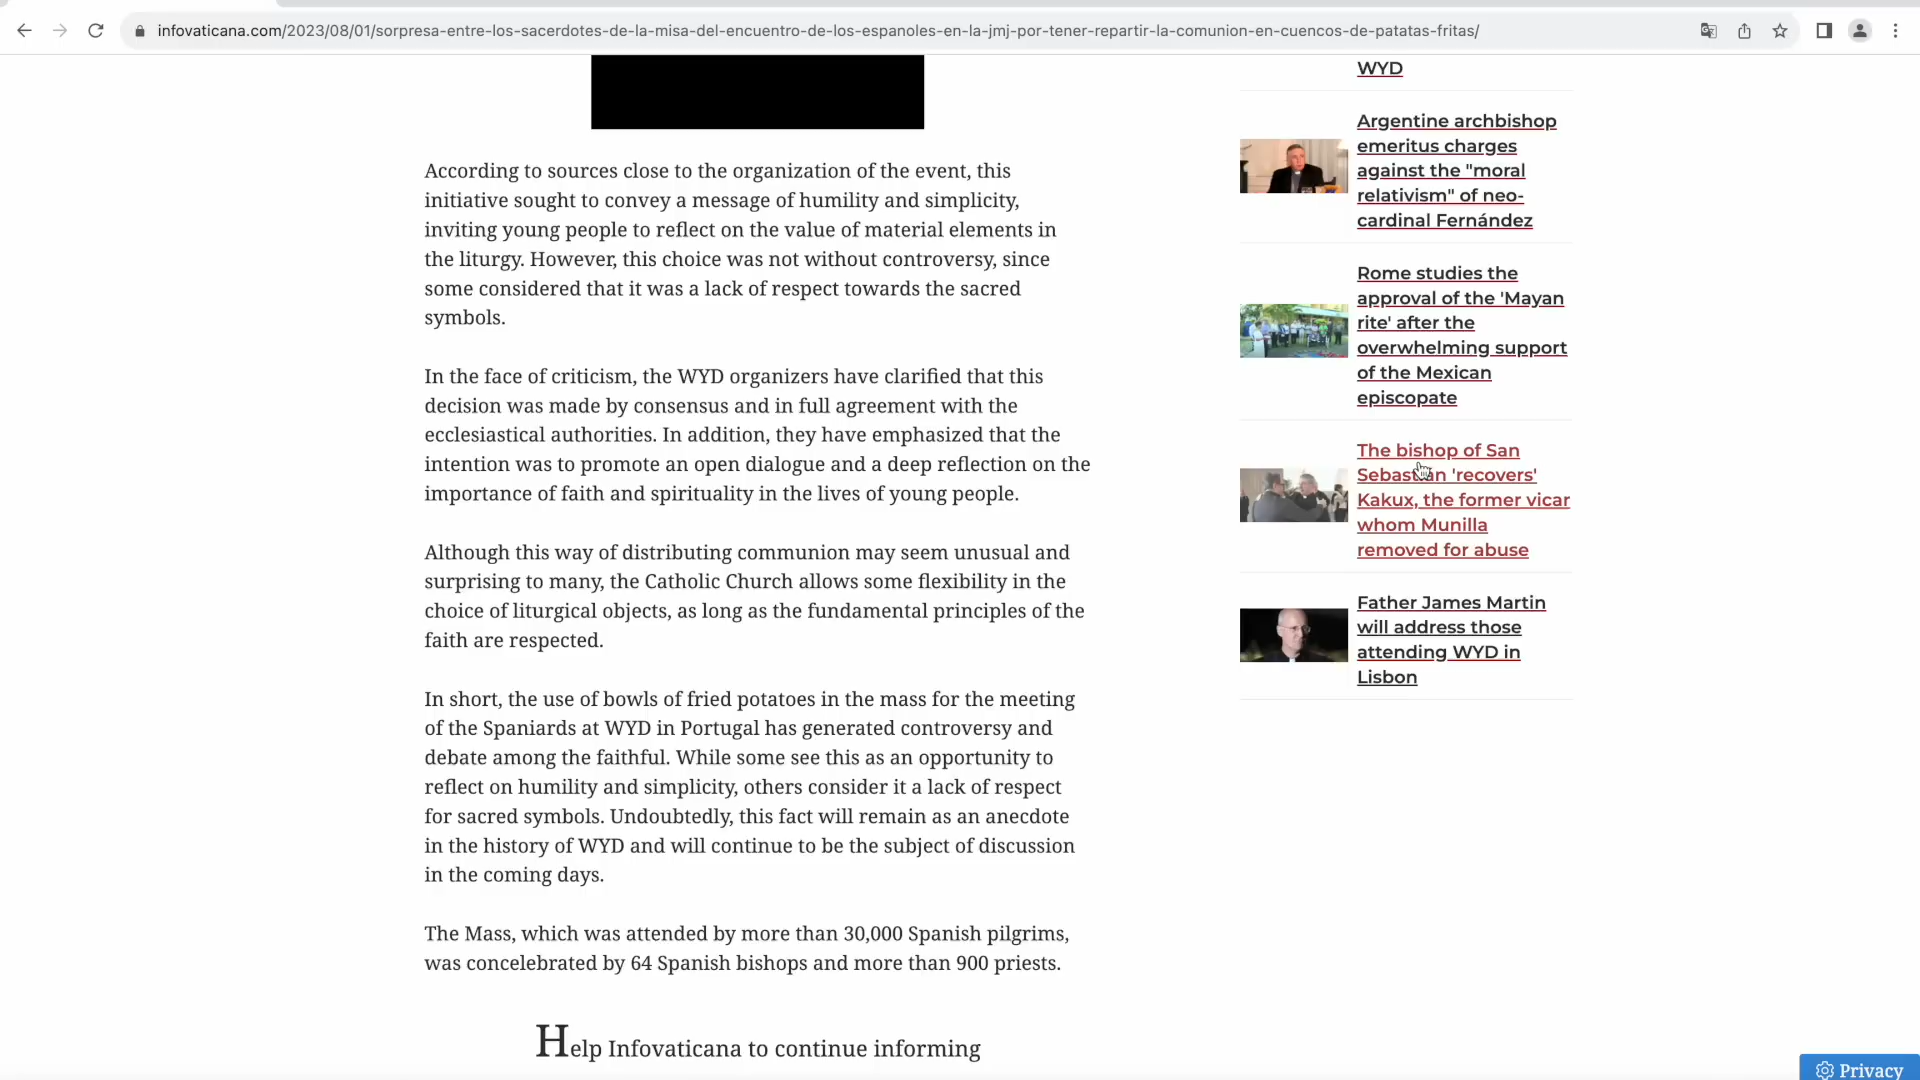 infovaticana.com/2023/08/01/sorpresa-entre-los-sacerdotes-de-la-misa-del-encuentro-de-los-espanoles-en-la-jmj-por-tener-repartir-la-comunion-en-cuencos-de-patatas-fritas/
According to sources close to the organization of the event, this
initiative sought to convey a message of humility and simplicity,
inviting young people to reflect on the value of material elements in
the liturgy. However, this choice was not without controversy, since
some considered that it was a lack of respect towards the sacred
symbols.
In the face of criticism, the WYD organizers have clarified that this
decision was made by consensus and in full agreement with the
ecclesiastical authorities. In addition, they have emphasized that the
intention was to promote an open dialogue and a deep reflection on the
importance of faith and spirituality in the lives of young people.
Although this way of distributing communion may seem unusual and
surprising to many, the Catholic Church allows some flexibility in the
choice of liturgical objects, as long as the fundamental principles of the
faith are respected.
In short, the use of bowls of fried potatoes in the mass for the meeting
of the Spaniards at WYD in Portugal has generated controversy and
debate among the faithful. While some see this as an opportunity to
reflect on humility and simplicity, others consider it a lack of respect
for sacred symbols. Undoubtedly, this fact will remain as an anecdote
in the history of WYD and will continue to be the subject of discussion
in the coming days.
The Mass, which was attended by more than 30,000 Spanish pilgrims,
was concelebrated by 64 Spanish bishops and more than 900 priests.
Help Infovaticana to continue informing
WYD
Argentine archbishop
emeritus charges
against the "moral
relativism" of neo-
cardinal Fernández
Rome studies the
approval of the 'Mayan
rite' after the
overwhelming support
of the Mexican
episcopate
The bishop of San
Sebastián 'recovers'
Kakux, the former vicar
whom Munilla
removed for abuse
Father James Martin
will address those
attending WYD in
Lisbon
Privacy